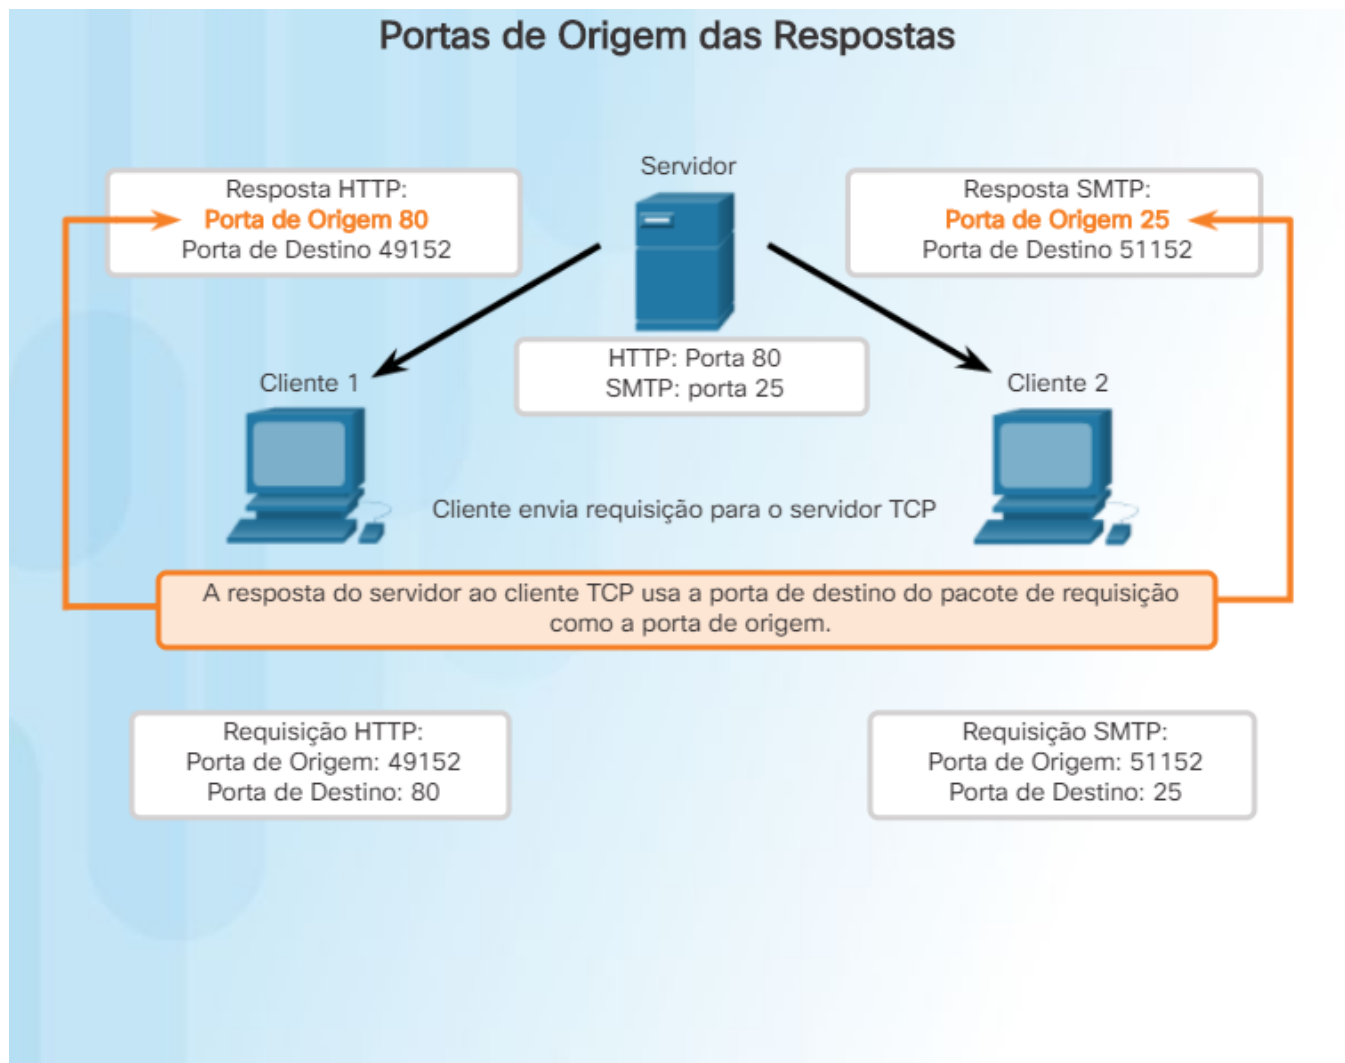 Portas de Origem das Respostas
Servidor
Resposta HTTP:
Porta de Origem 80
Porta de Destino 49152
Resposta SMTP:
Porta de Origem 25
Porta de Destino 51152
HTTP: Porta 80
SMTP: porta 25
Cliente 1
Cliente 2
Cliente envia requisição para o servidor TCP
A resposta do servidor ao cliente TCP usa a porta de destino do pacote de requisição
como a porta de origem.
Requisição HTTP:
Porta de Origem: 49152
Porta de Destino: 80
Requisição SMTP:
Porta de Origem: 51152
Porta de Destino: 25